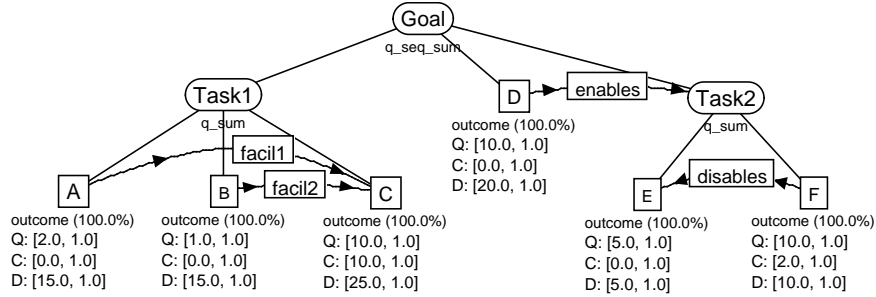 Goal
q_seq_sum
Task1
q_sum
D
enables
Task2
q_sum
outcome (100.0%)
Q: [10.0, 1.0]
C: [0.0, 1.0]
D: [20.0, 1.0]
facil1
A
B
facil2
C
E
disables
F
outcome (100.0%)
Q: [2.0, 1.0]
C: [0.0, 1.0]
D: [15.0, 1.0]
outcome (100.0%)
Q: [1.0, 1.0]
C: [0.0, 1.0]
D: [15.0, 1.0]
outcome (100.0%)
Q: [10.0, 1.0]
C: [10.0, 1.0]
D: [25.0, 1.0]
outcome (100.0%)
Q: [5.0, 1.0]
C: [0.0, 1.0]
D: [5.0, 1.0]
outcome (100.0%)
Q: [10.0, 1.0]
C: [2.0, 1.0]
D: [10.0, 1.0]